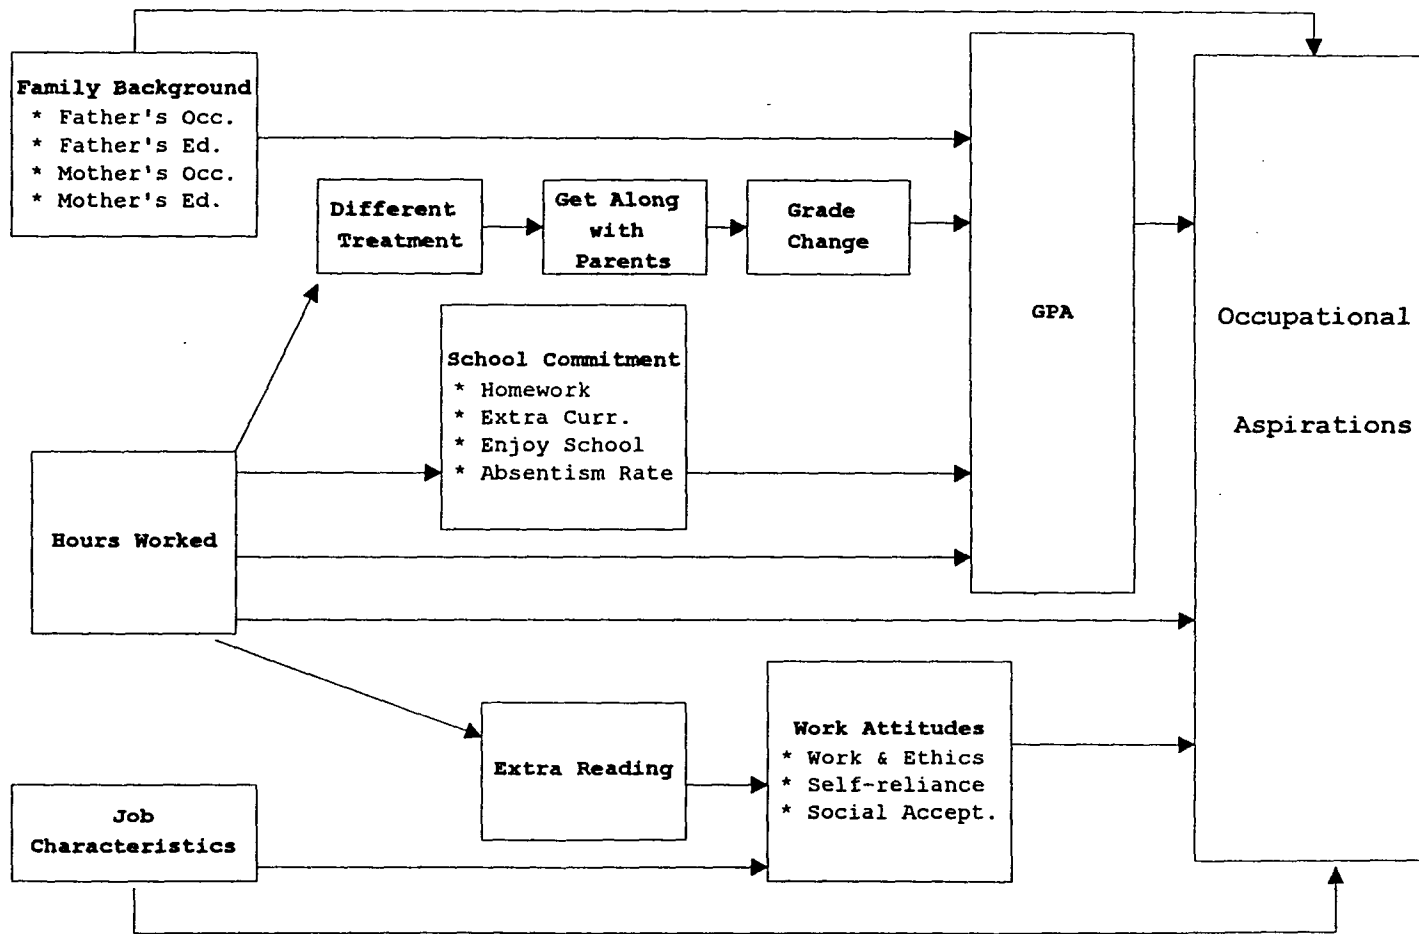 Family Background
* Father's Occ.
* Father's Ed.
* Mother's Occ.
* Mother's Ed.
Different
Treatment
Get Along
with
Parents
Grade
Change
GPA
Occupational
Aspirations
School Commitment
* Homework
* Extra Curr.
* Enjoy School
* Absentism Rate
Hours Worked
Extra Reading
Work Attitudes
* Work & Ethics
* Self-reliance
* Social Accept.
Job
Characteristics